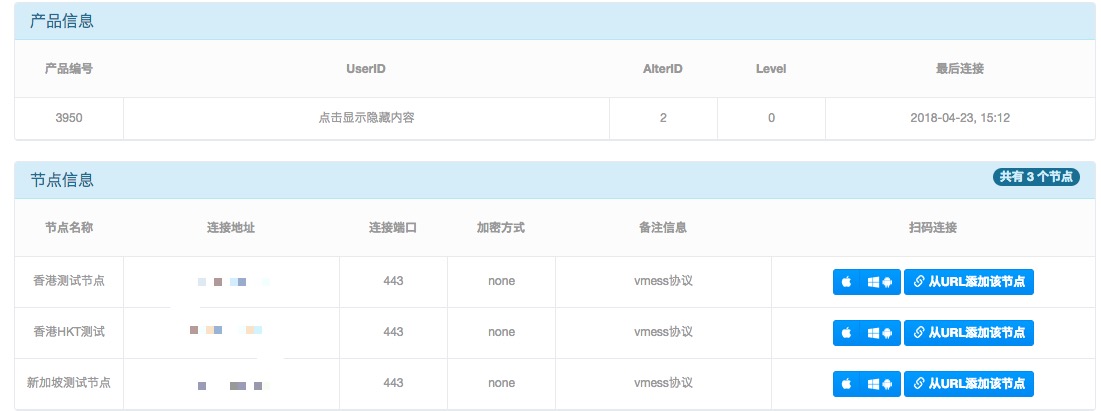 产品信息
产品编号 UserID AlterID Level 最后连接
3950 点击显示隐藏内容 2 0 2018-04-23, 15:12
节点信息 共有 3 个节点
节点名称 连接地址 连接端口 加密方式 备注信息 扫码连接
香港测试节点 443 none vmess协议 从URL添加该节点
香港HKT测试 443 none vmess协议 从URL添加该节点
新加坡测试节点 443 none vmess协议 从URL添加该节点